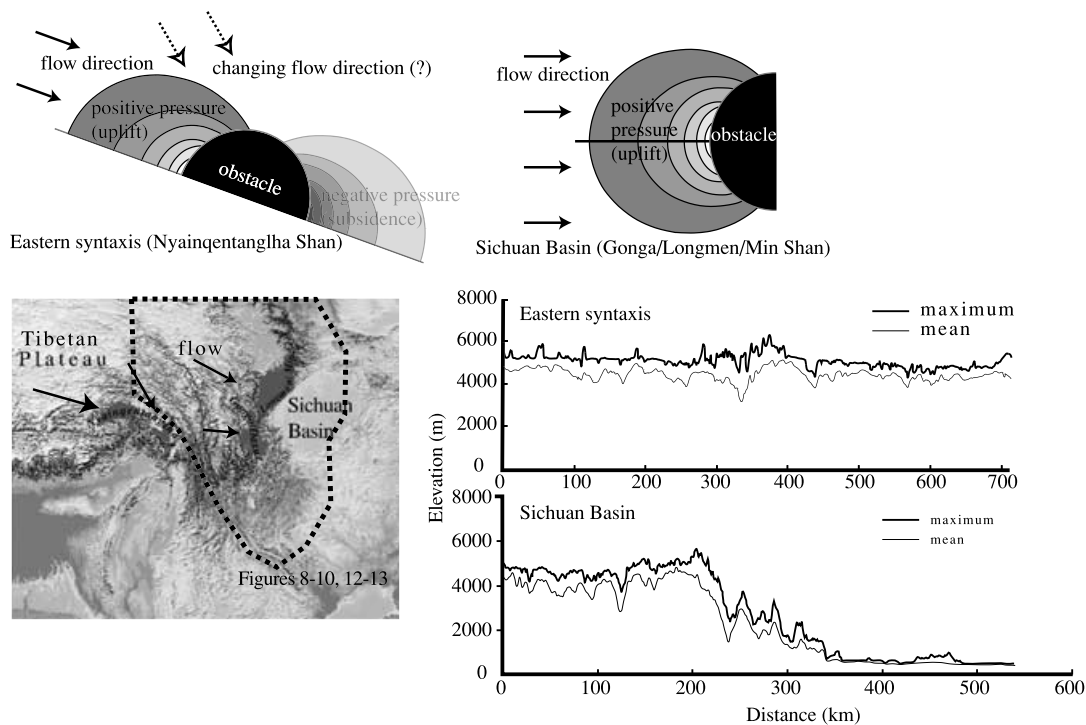 flow direction
changing flow direction (?)
positive pressure
(uplift)
obstacle
negative pressure
(subsidence)
Eastern syntaxis (Nyainqentanglha Shan)
flow direction
positive
pressure
(uplift)
obstacle
Sichuan Basin (Gonga/Longmen/Min Shan)
Tibetan
Plateau
flow
Sichuan
Basin
Figures 8-10, 12-13
Elevation (m)
8000
6000
4000
2000
0
Eastern syntaxis
maximum
mean
0 100 200 300 400 500 600 700
8000
6000
4000
2000
0
Sichuan Basin
maximum
mean
0 100 200 300 400 500 600
Distance (km)